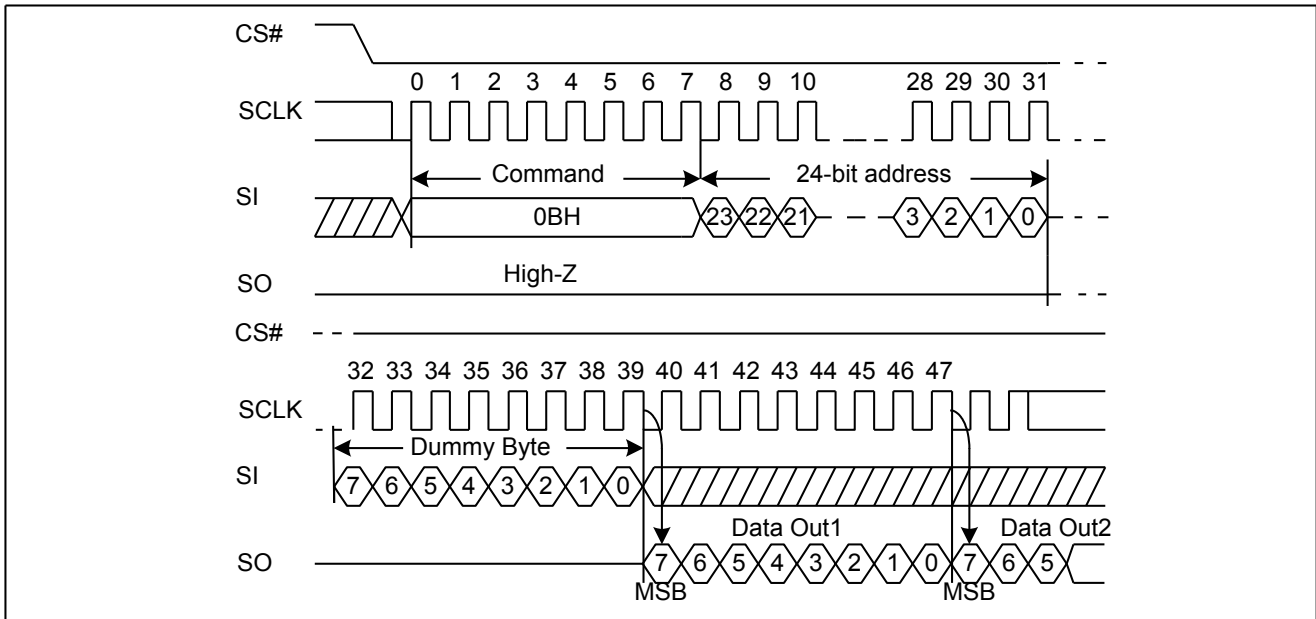 CS#
0 1 2 3 4 5 6 7 8 9 10 28 29 30 31
SCLK
Command 24-bit address
SI
0BH 23 22 21 3 2 1 0
High-Z
SO
CS#
32 33 34 35 36 37 38 39 40 41 42 43 44 45 46 47
SCLK
Dummy Byte
SI
7 6 5 4 3 2 1 0
Data Out1 Data Out2
SO
7 6 5 4 3 2 1 0 7 6 5
MSB MSB